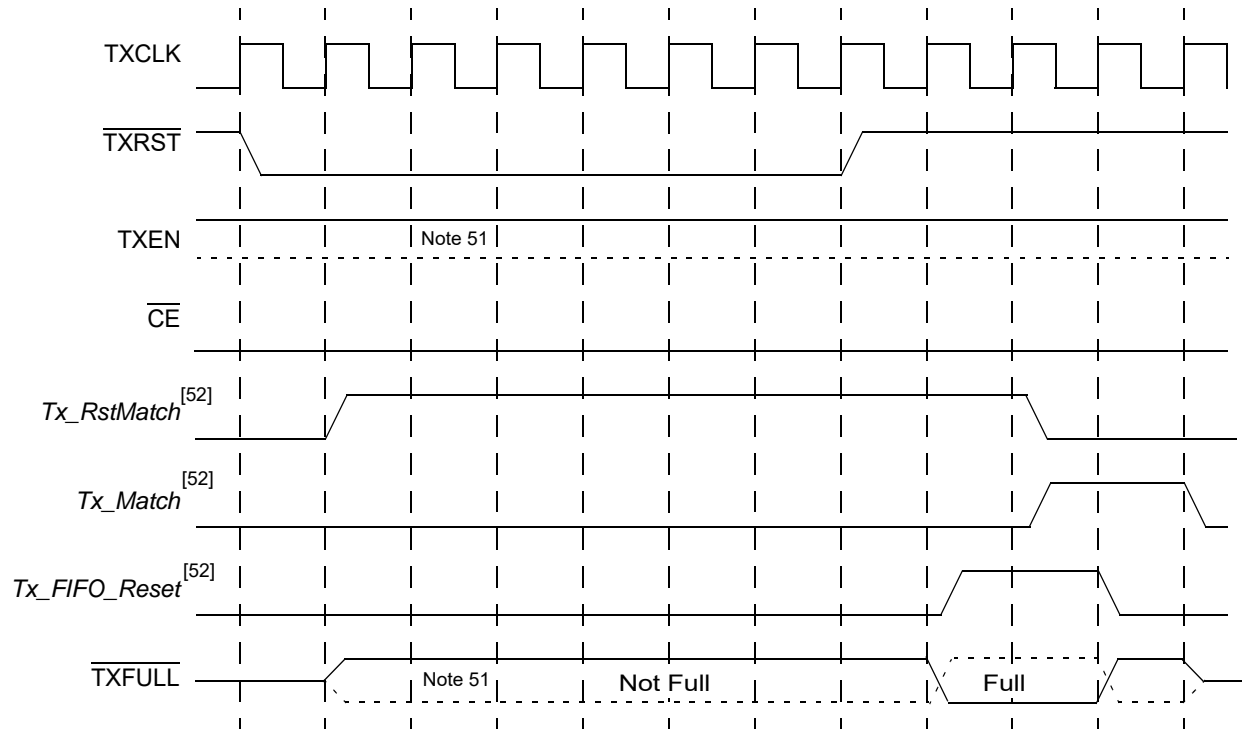 TXCLK
TXRST
TXEN
Note 51
CE
Tx_RstMatch[52]
Tx_Match[52]
Tx_FIFO_Reset[52]
TXFULL
Note 51
Not Full
Full